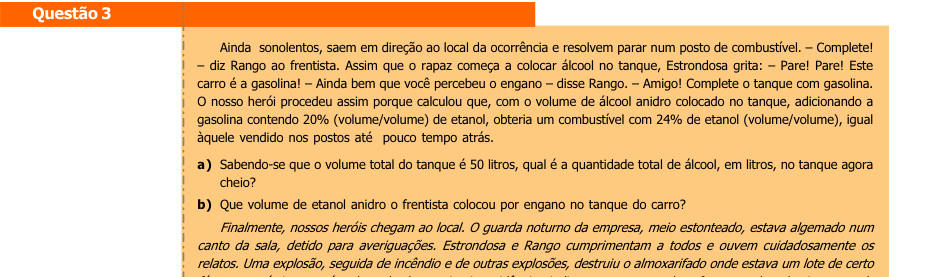 Questão 3
Ainda sonolentos, saem em direção ao local da ocorrência e resolvem parar num posto de combustível. – Complete!
– diz Rango ao frentista. Assim que o rapaz começa a colocar álcool no tanque, Estrondosa grita: – Pare! Pare! Este
carro é a gasolina! – Ainda bem que você percebeu o engano – disse Rango. – Amigo! Complete o tanque com gasolina.
O nosso herói procedeu assim porque calculou que, com o volume de álcool anidro colocado no tanque, adicionando a
gasolina contendo 20% (volume/volume) de etanol, obteria um combustível com 24% de etanol (volume/volume), igual
àquele vendido nos postos até pouco tempo atrás.
a) Sabendo-se que o volume total do tanque é 50 litros, qual é a quantidade total de álcool, em litros, no tanque agora
cheio?
b) Que volume de etanol anidro o frentista colocou por engano no tanque do carro?
Finalmente, nossos heróis chegam ao local. O guarda noturno da empresa, meio estonteado, estava algemado num
canto da sala, detido para averiguações. Estrondosa e Rango cumprimentam a todos e ouvem cuidadosamente os
relatos. Uma explosão, seguida de incêndio e de outras explosões, destruiu o almoxarifado onde estava um lote de certo